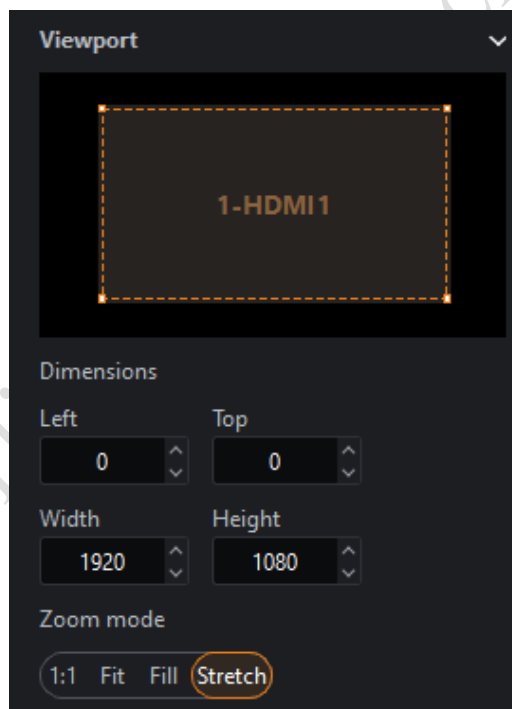 Viewport
1-HDMI1
Dimensions
Left Top
0 0
Width Height
1920 1080
Zoom mode
1:1 Fit Fill Stretch